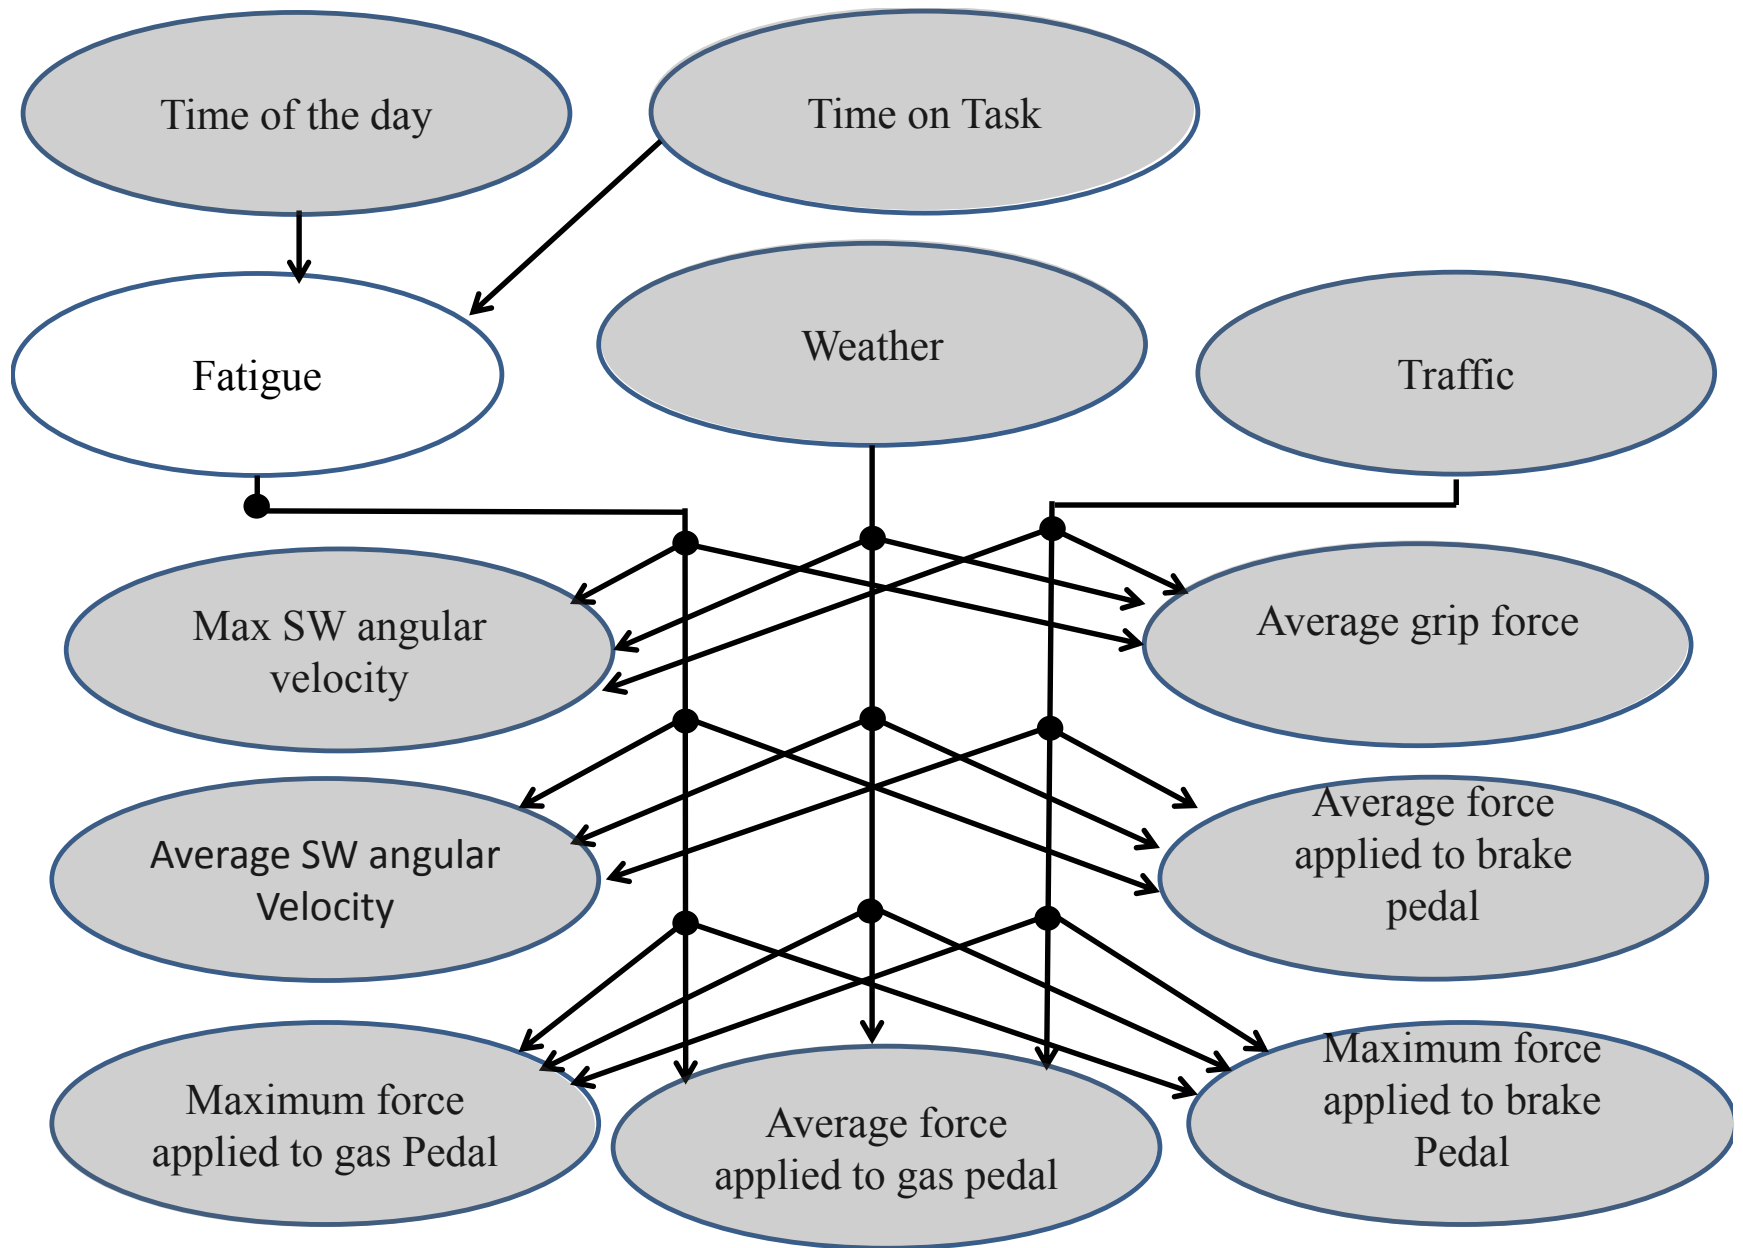 Time of the day
Time on Task
Weather
Fatigue
Traffic
Max SW angular
velocity
Average grip force
Average SW angular
Velocity
Average force
applied to brake
pedal
Maximum force
applied to gas Pedal
Average force
applied to gas pedal
Maximum force
applied to brake
Pedal